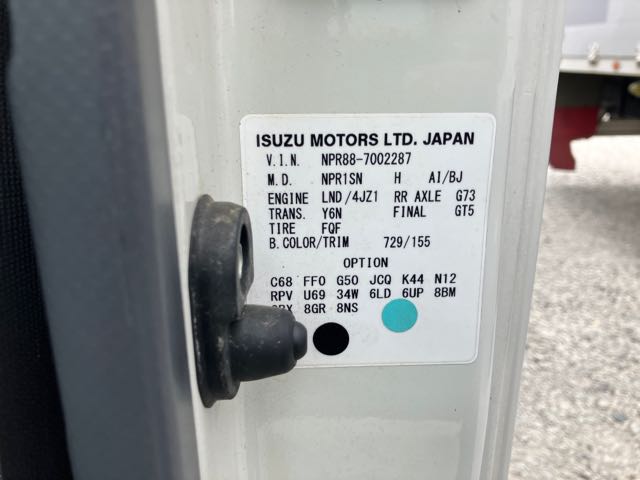 ISUZU MOTORS LTD. JAPAN
V.I.N. NPR88-7002287
M.D. NPR1SN H AI/BJ
ENGINE LND/4JZ1 RR AXLE G73
TRANS. Y6N FINAL GT5
TIRE FQF
B.COLOR/TRIM 729/155
OPTION
C68 FF0 G50 JCQ K44 N12
RPV U69 34W 6LD 6UP 8BM
8GR 8NS